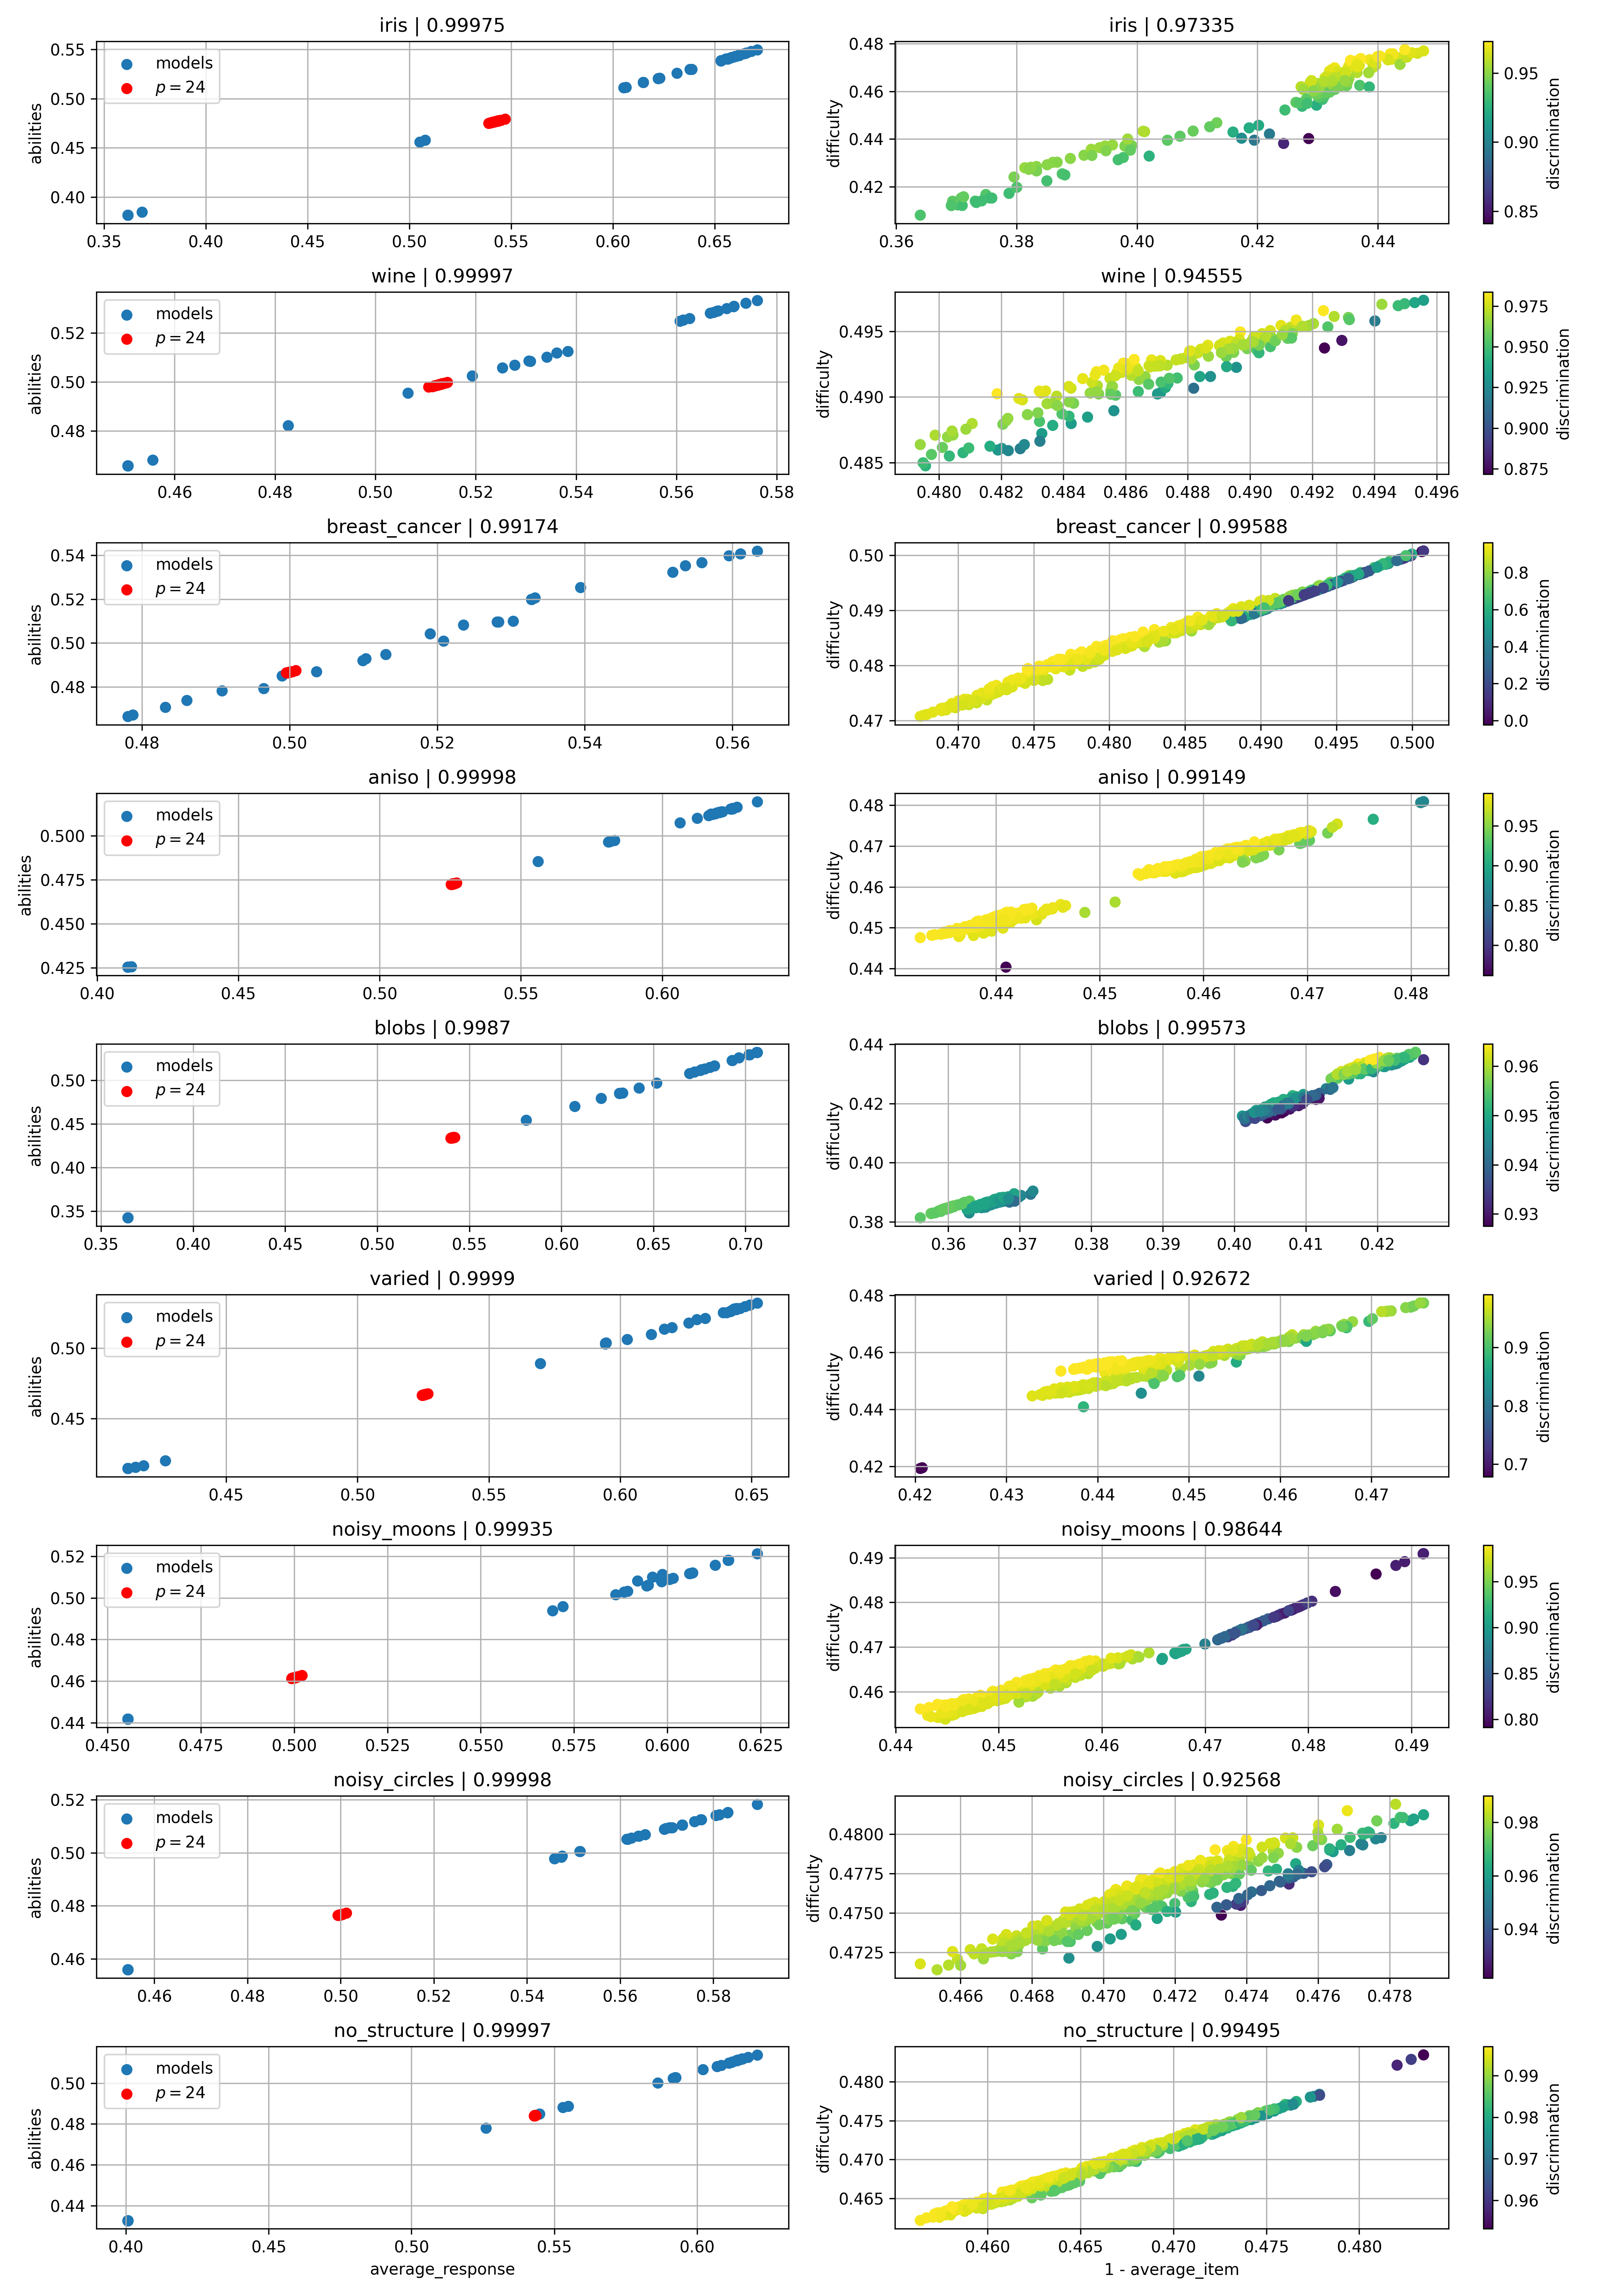 iris | 0.99975
abilities
0.55
0.50
0.45
0.40
models
p = 24
0.35 0.40 0.45 0.50 0.55 0.60 0.65
iris | 0.97335
difficulty
0.48
0.46
0.44
0.42
0.36 0.38 0.40 0.42 0.44
0.95
0.90
0.85
discrimination
wine | 0.99997
abilities
0.52
0.50
0.48
models
p = 24
0.46 0.48 0.50 0.52 0.54 0.56 0.58
wine | 0.94555
difficulty
0.495
0.490
0.485
0.480 0.482 0.484 0.486 0.488 0.490 0.492 0.494 0.496
0.975
0.950
0.925
0.900
0.875
discrimination
breast_cancer | 0.99174
abilities
0.54
0.52
0.50
0.48
models
p = 24
0.48 0.50 0.52 0.54 0.56
breast_cancer | 0.99588
difficulty
0.50
0.49
0.48
0.47
0.470 0.475 0.480 0.485 0.490 0.495 0.500
0.8
0.6
0.4
0.2
0.0
discrimination
aniso | 0.99998
abilities
0.500
0.475
0.450
0.425
models
p = 24
0.40 0.45 0.50 0.55 0.60
aniso | 0.99149
difficulty
0.48
0.47
0.46
0.45
0.44
0.44 0.45 0.46 0.47 0.48
0.95
0.90
0.85
0.80
discrimination
blobs | 0.9987
abilities
0.50
0.45
0.40
0.35
models
p = 24
0.35 0.40 0.45 0.50 0.55 0.60 0.65 0.70
blobs | 0.99573
difficulty
0.44
0.42
0.40
0.38
0.36 0.37 0.38 0.39 0.40 0.41 0.42
0.96
0.95
0.94
0.93
discrimination
varied | 0.9999
abilities
0.50
0.45
models
p = 24
0.45 0.50 0.55 0.60 0.65
varied | 0.92672
difficulty
0.48
0.46
0.44
0.42
0.42 0.43 0.44 0.45 0.46 0.47
0.9
0.8
0.7
discrimination
noisy_moons | 0.99935
abilities
0.52
0.50
0.48
0.46
0.44
models
p = 24
0.450 0.475 0.500 0.525 0.550 0.575 0.600 0.625
noisy_moons | 0.98644
difficulty
0.49
0.48
0.47
0.46
0.44 0.45 0.46 0.47 0.48 0.49
0.95
0.90
0.85
0.80
discrimination
noisy_circles | 0.99998
abilities
0.52
0.50
0.48
0.46
models
p = 24
0.46 0.48 0.50 0.52 0.54 0.56 0.58
noisy_circles | 0.92568
difficulty
0.4800
0.4775
0.4750
0.4725
0.466 0.468 0.470 0.472 0.474 0.476 0.478
0.98
0.96
0.94
discrimination
no_structure | 0.99997
abilities
0.50
0.48
0.46
0.44
models
p = 24
0.40 0.45 0.50 0.55 0.60
average_response
no_structure | 0.99495
difficulty
0.480
0.475
0.470
0.465
0.460 0.465 0.470 0.475 0.480
1 - average_item
0.99
0.98
0.97
0.96
discrimination